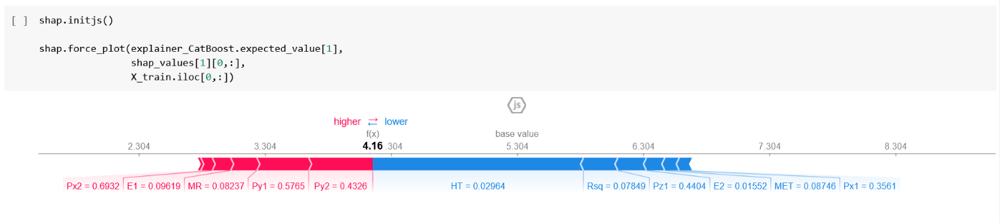 [ ] shap.initjs()
shap.force_plot(explainer_CatBoost.expected_value[1],
shap_values[1][0,:],
X_train.iloc[0,:])
js
higher ⇄ lower
f(x) base value
2.304 3.304 4.16 .304 5.304 6.304 7.304 8.304
Px2 = 0.6932 E1 = 0.09619 MR = 0.08237 Py1 = 0.5765 Py2 = 0.4326 HT = 0.02964 Rsq = 0.07849 Pz1 = 0.4404 E2 = 0.01552 MET = 0.08746 Px1 = 0.3561